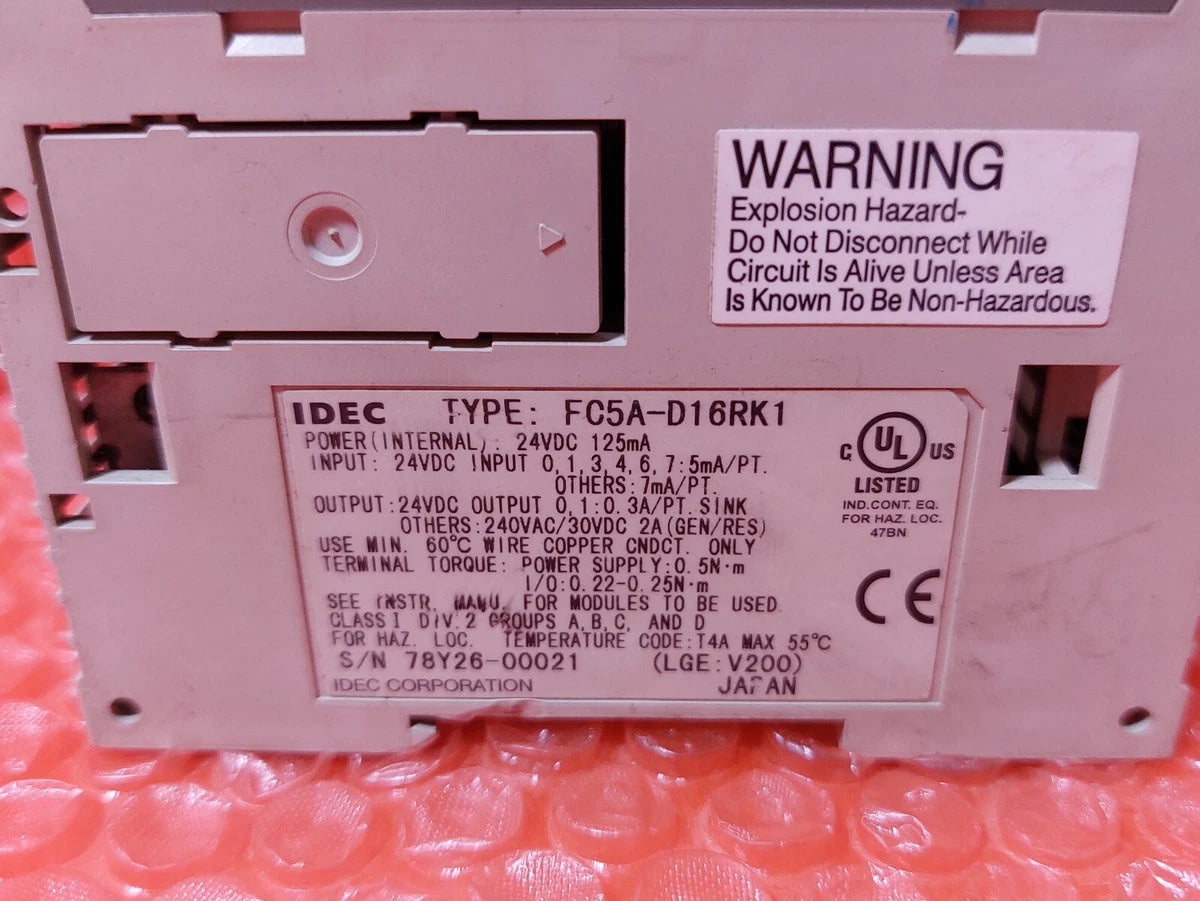 WARNING
Explosion Hazard-
Do Not Disconnect While
Circuit Is Alive Unless Area
Is Known To Be Non-Hazardous.
IDEC TYPE: FC5A-D16RK1
POWER(INTERNAL): 24VDC 125mA
INPUT: 24VDC INPUT 0,1,3,4,6,7:5mA/PT.
OTHERS:7mA/PT.
OUTPUT:24VDC OUTPUT 0,1:0.3A/PT. SINK
OTHERS:240VAC/30VDC 2A(GEN/RES)
USE MIN. 60℃ WIRE COPPER CNDCT. ONLY
TERMINAL TORQUE: POWER SUPPLY:0.5N·m
I/O:0.22-0.25N·m
SEE INSTR. MANU. FOR MODULES TO BE USED.
CLASS I DIV.2 GROUPS A,B,C, AND D
FOR HAZ. LOC. TEMPERATURE CODE:T4A MAX 55℃
S/N 78Y26-00021 (LGE:V200)
IDEC CORPORATION JAPAN
C UL US
LISTED
IND.CONT. EQ.
FOR HAZ. LOC.
47BN
CE